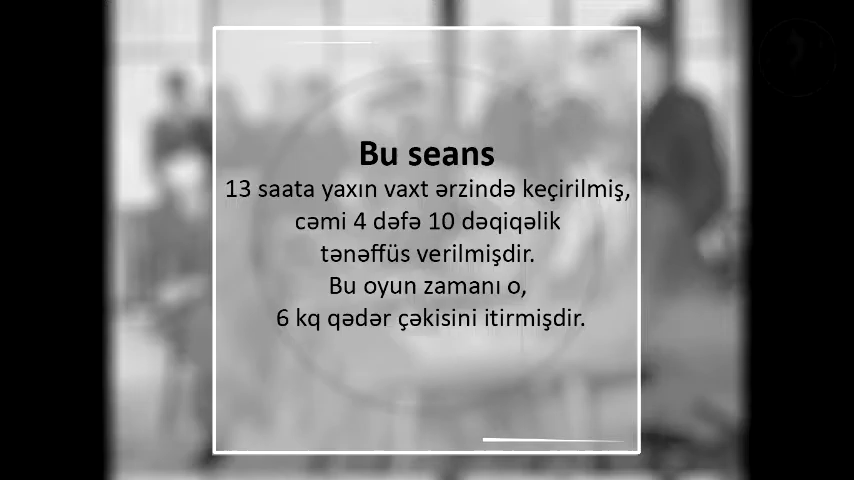 Bu seans
13 saata yaxın vaxt ərzində keçirilmiş,
cəmi 4 dəfə 10 dəqiqəlik
tənəffüs verilmişdir.
Bu oyun zamanı o,
6 kq qədər çəkisini itirmişdir.